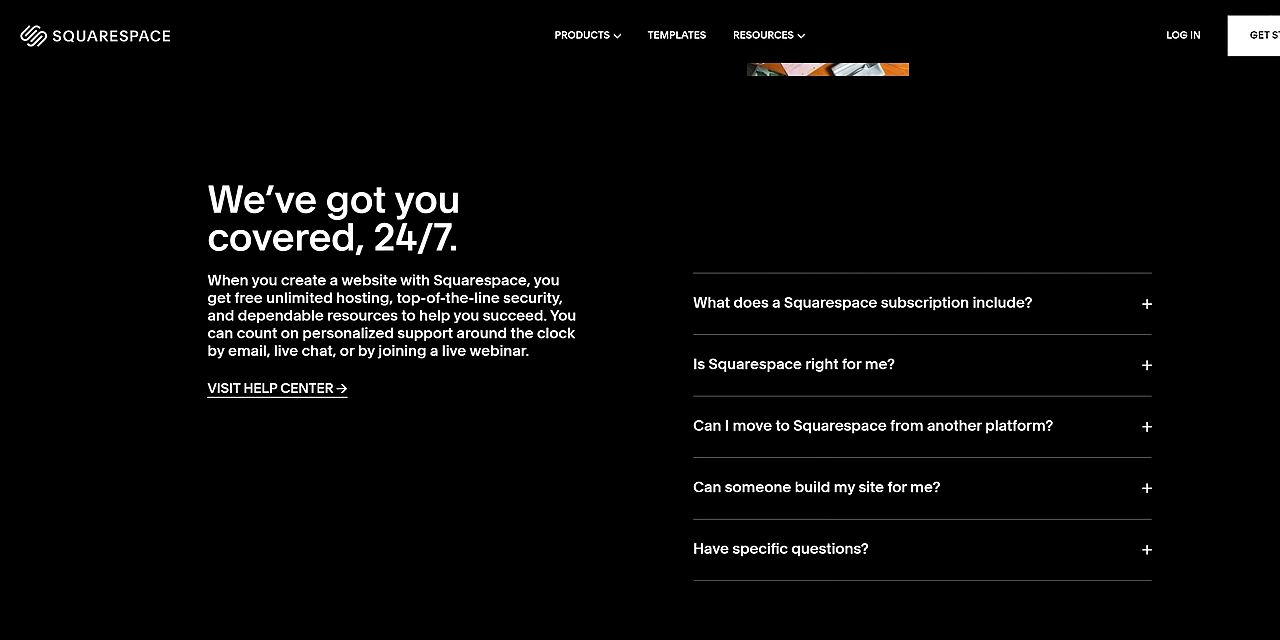 SQUARESPACE
PRODUCTS
TEMPLATES
RESOURCES
LOG IN
GET
We’ve got you
covered, 24/7.
When you create a website with Squarespace, you
get free unlimited hosting, top-of-the-line security,
and dependable resources to help you succeed. You
can count on personalized support around the clock
by email, live chat, or by joining a live webinar.
VISIT HELP CENTER →
What does a Squarespace subscription include?
Is Squarespace right for me?
Can I move to Squarespace from another platform?
Can someone build my site for me?
Have specific questions?